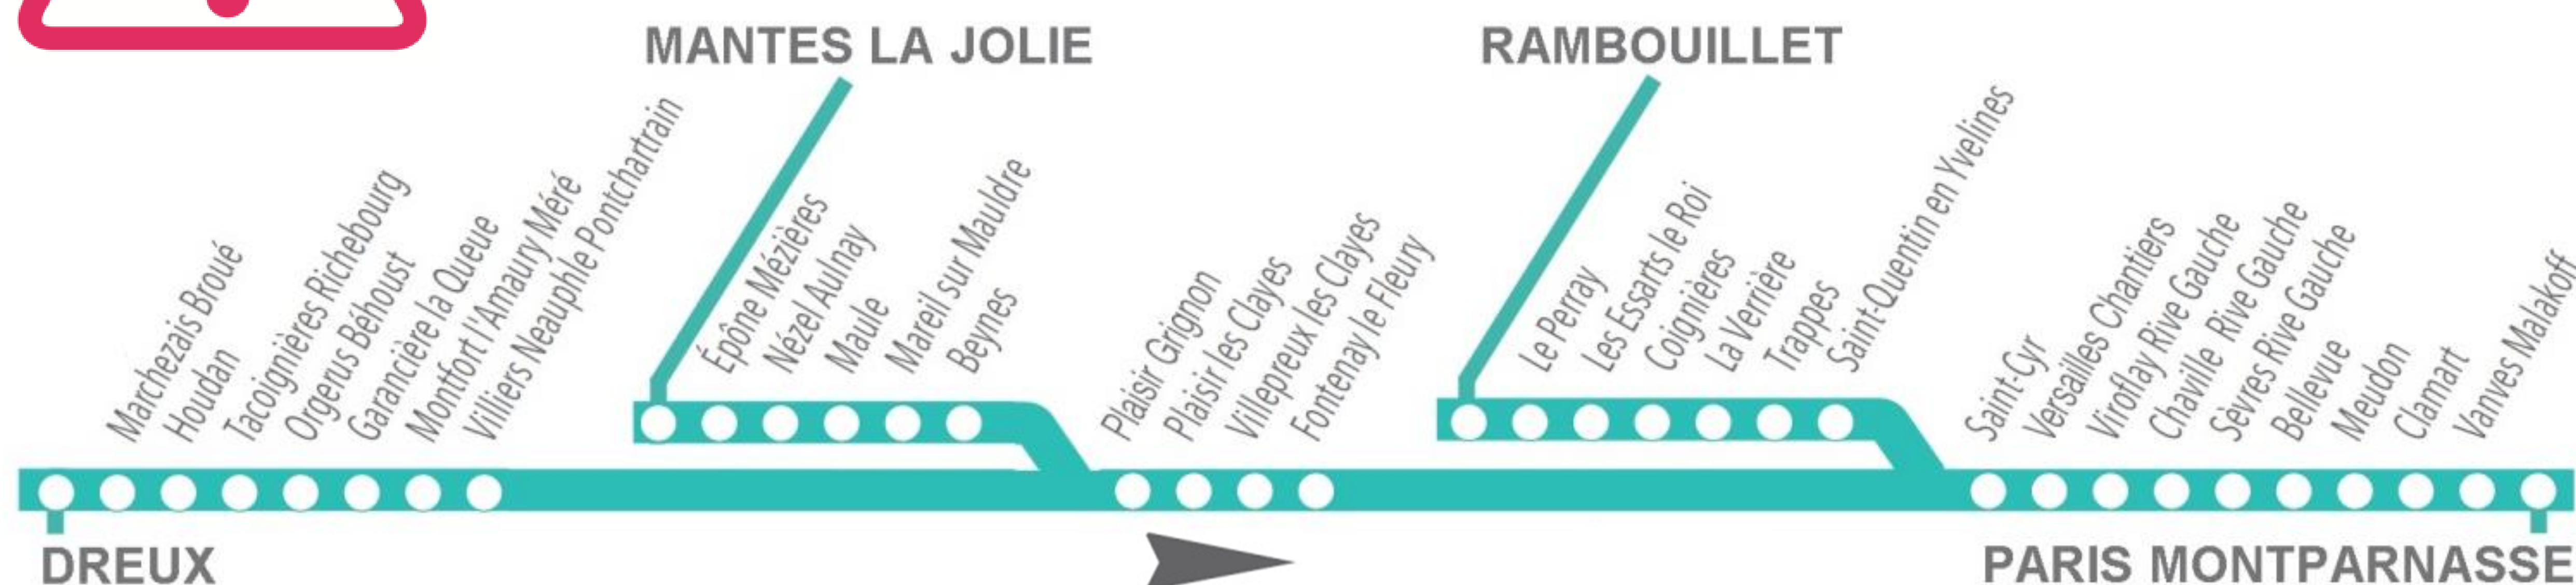 MANTES LA JOLIE
RAMBOUILLET
Marchezais Broué
Houdan
Tacoignières Richebourg
Orgerus Béhoust
Garancière la Queue
Montfort l'Amaury Méré
Villiers Neauphle Pontchartrain
Épône Mézières
Nézel Aulnay
Maule
Mareil sur Mauldre
Beynes
Plaisir Grignon
Plaisir les Clayes
Villepreux les Clayes
Fontenay le Fleury
Le Perray
Les Essarts le Roi
Coignières
La Verrière
Trappes
Saint-Quentin en Yvelines
Saint-Cyr
Versailles Chantiers
Viroflay Rive Gauche
Chaville Rive Gauche
Sèvres Rive Gauche
Bellevue
Meudon
Clamart
Vanves Malakoff
DREUX
PARIS MONTPARNASSE